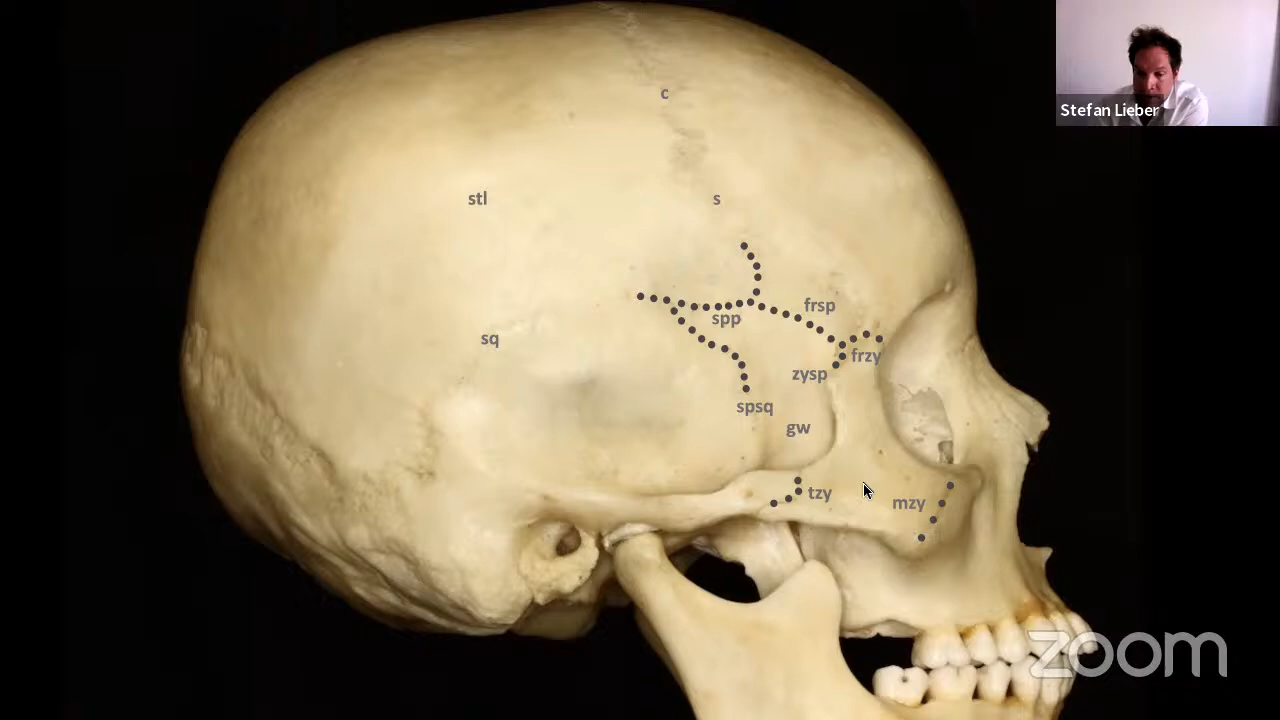 Stefan Lieber
c
stl
s
frsp
spp
sq
frzy
zysp
spsq
gw
tzy
mzy
zoom